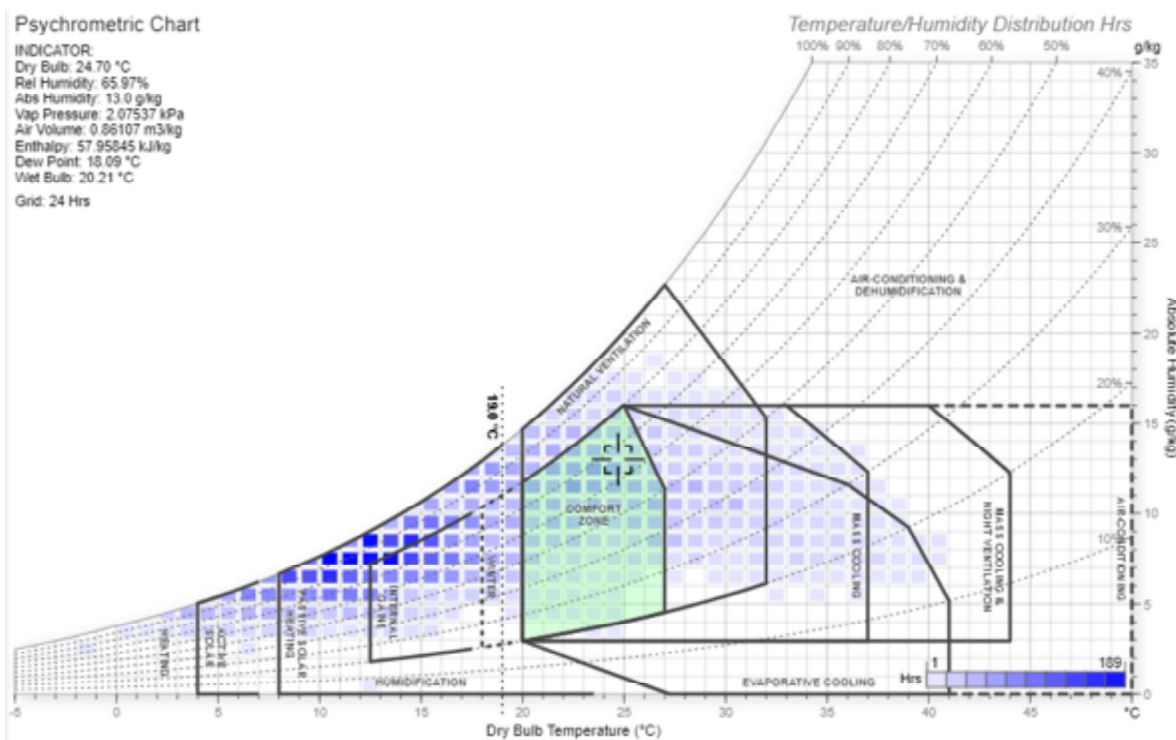 Psychrometric Chart
Temperature/Humidity Distribution Hrs
INDICATOR:
Dry Bulb: 24.70 °C
Rel Humidity: 65.97%
Abs Humidity: 13.0 g/kg
Vap Pressure: 2.07537 kPa
Air Volume: 0.86107 m3/kg
Enthalpy: 57.95845 kJ/kg
Dew Point: 18.09 °C
Wet Bulb: 20.21 °C
Grid: 24 Hrs
100% 90% 80% 70% 60% 50%
g/kg
40%
30%
20%
10%
35
30
25
20
15
10
5
0
Absolute Humidity (g/kg)
AIR-CONDITIONING &
DEHUMIDIFICATION
NATURAL VENTILATION
19.0 °C
COMFORT
ZONE
WINTER
INTERNAL
GAINS
PASSIVE SOLAR
HEATING
ACTIVE
SOLAR
HEATING
HUMIDIFICATION
MASS COOLING
MASS COOLING &
NIGHT VENTILATION
AIR-CONDITIONING
EVAPORATIVE COOLING
1 189
Hrs
-5 0 5 10 15 20 25 30 35 40 45 °C
Dry Bulb Temperature (°C)